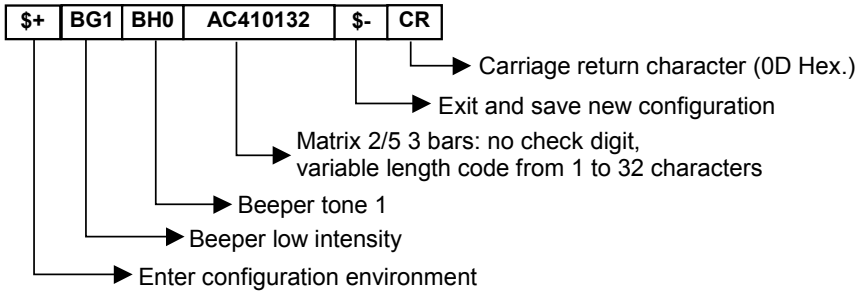 $+ BG1 BH0 AC410132 $- CR
Carriage return character (0D Hex.)
Exit and save new configuration
Matrix 2/5 3 bars: no check digit,
variable length code from 1 to 32 characters
Beeper tone 1
Beeper low intensity
Enter configuration environment